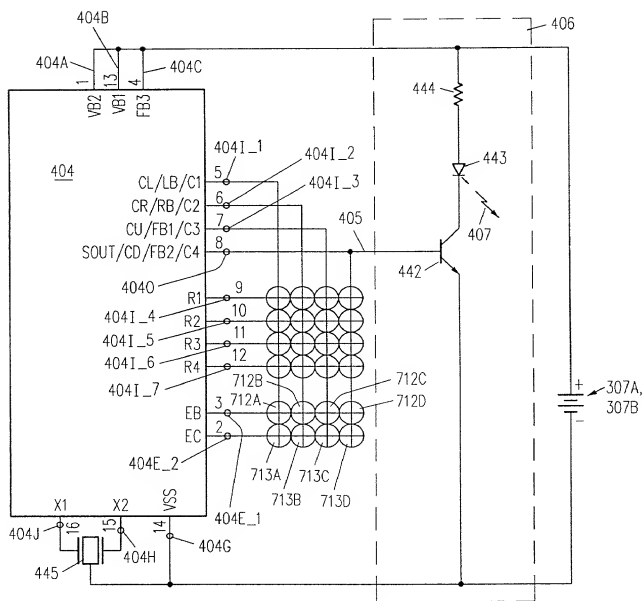 404B
406
404A
404C
1
13
4
VB2
VB1
FB3
444
404
404I_1
404I_2
443
CL/LB/C1
5
404I_3
CR/RB/C2
6
CU/FB1/C3
7
405
407
SOUT/CD/FB2/C4
8
404O
442
R1
9
404I_4
R2
10
404I_5
R3
11
404I_6
R4
12
404I_7
712B
712C
712A
712D
+
307A,
307B
−
EB
3
EC
2
404E_2
713A
713C
713B
713D
404E_1
X1
X2
VSS
404J
16
15
14
404H
404G
445